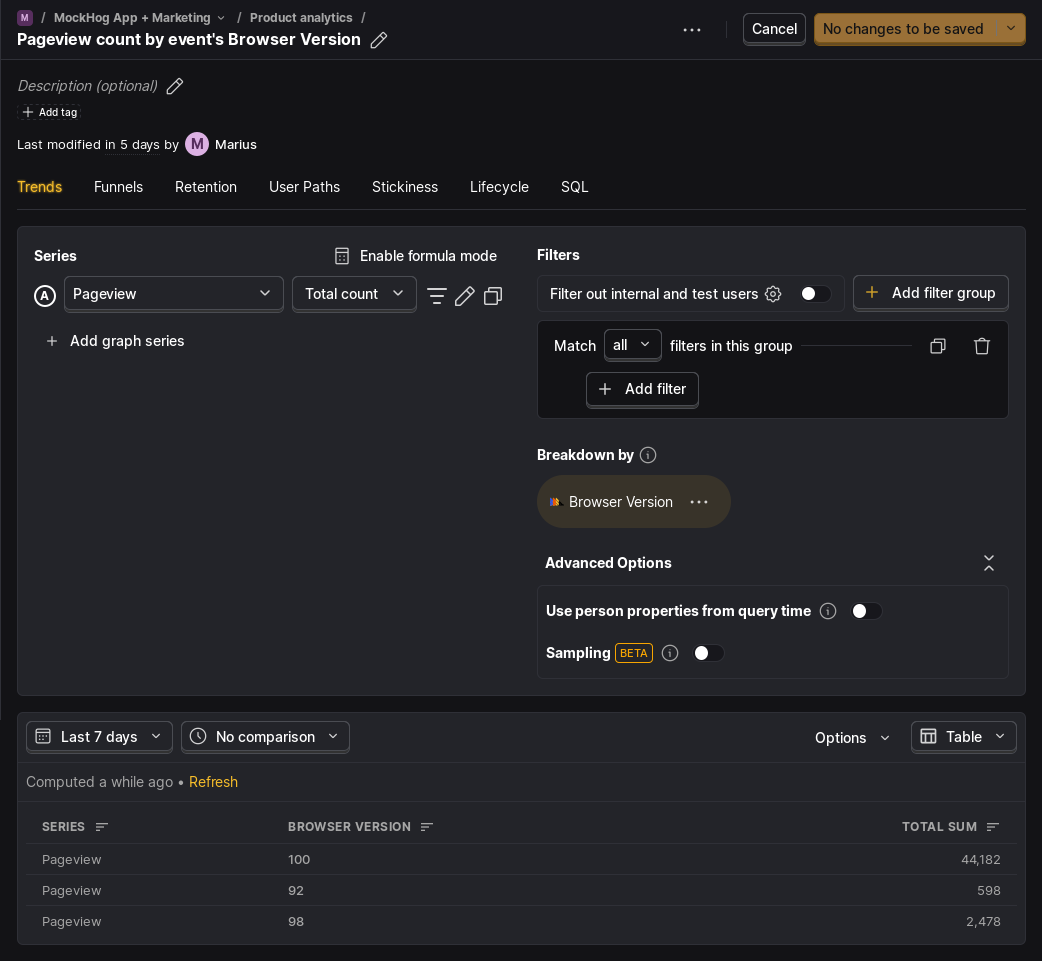 M / MockHog App + Marketing / Product analytics /
Pageview count by event's Browser Version
Cancel
No changes to be saved
Description (optional)
Add tag
Last modified in 5 days by M Marius
Trends Funnels Retention User Paths Stickiness Lifecycle SQL
Series
Enable formula mode
A Pageview Total count
Add graph series
Filters
Filter out internal and test users
Add filter group
Match all filters in this group
Add filter
Breakdown by
Browser Version
Advanced Options
Use person properties from query time
Sampling BETA
Last 7 days No comparison Options Table
Computed a while ago • Refresh
SERIES BROWSER VERSION TOTAL SUM
Pageview 100 44,182
Pageview 92 598
Pageview 98 2,478